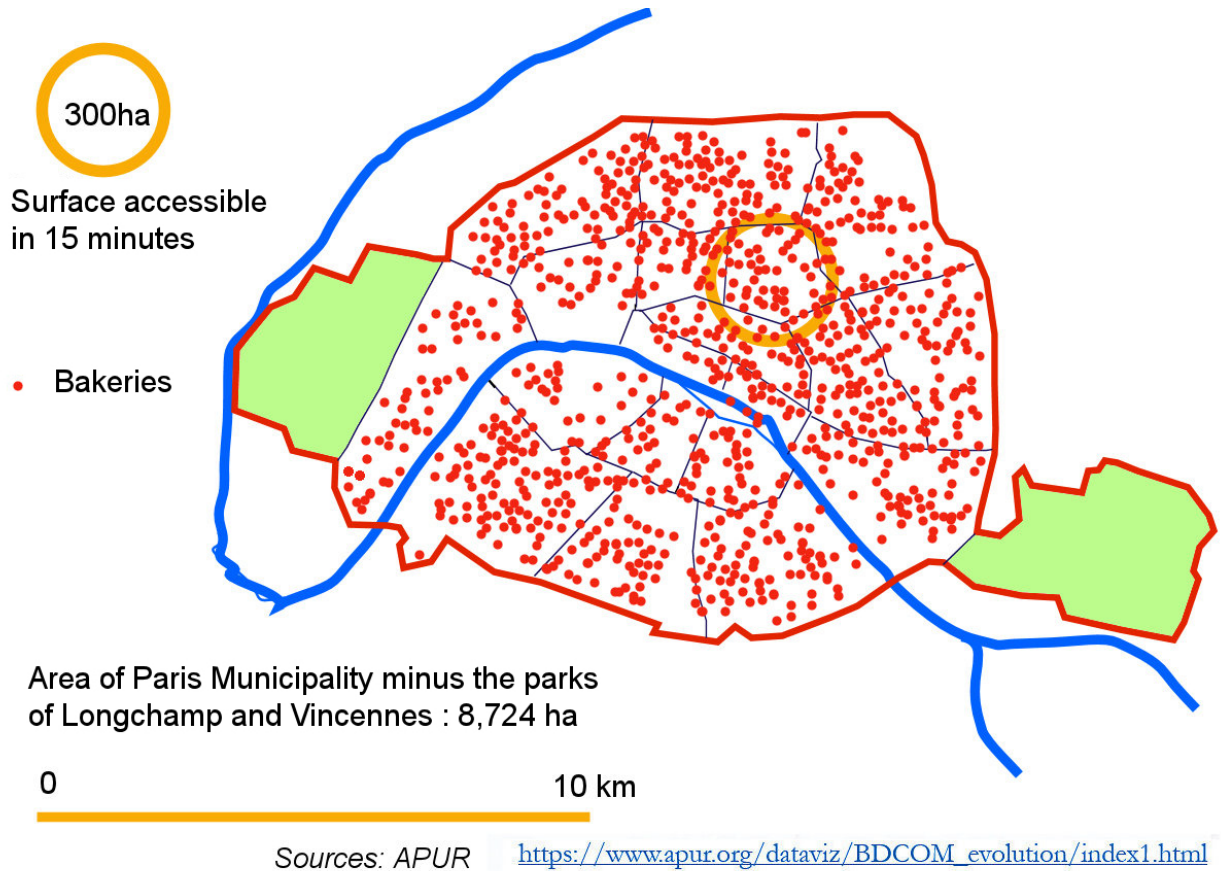 300ha
Surface accessible
in 15 minutes
Bakeries
Area of Paris Municipality minus the parks
of Longchamp and Vincennes : 8,724 ha
0
10 km
Sources: APUR
https://www.apur.org/dataviz/BDCOM_evolution/index1.html